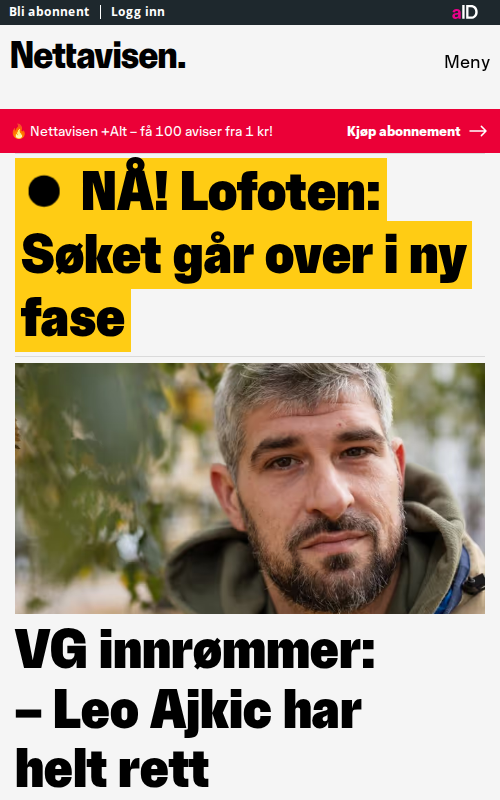 Bli abonnent | Logg inn
aID
Nettavisen.
Meny
🔥 Nettavisen +Alt – få 100 aviser fra 1 kr!
Kjøp abonnement →
● NÅ! Lofoten:
Søket går over i ny
fase
VG innrømmer:
– Leo Ajkic har
helt rett